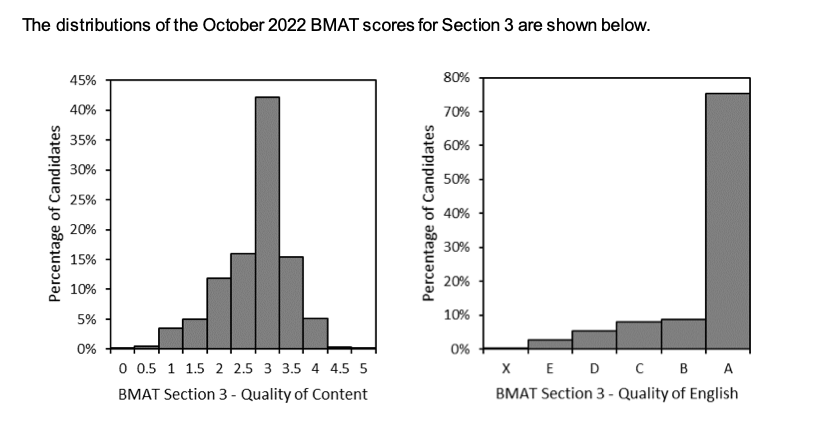 The distributions of the October 2022 BMAT scores for Section 3 are shown below.
Percentage of Candidates
45%
40%
35%
30%
25%
20%
15%
10%
5%
0%
0 0.5 1 1.5 2 2.5 3 3.5 4 4.5 5
BMAT Section 3 - Quality of Content
Percentage of Candidates
80%
70%
60%
50%
40%
30%
20%
10%
0%
X E D C B A
BMAT Section 3 - Quality of English